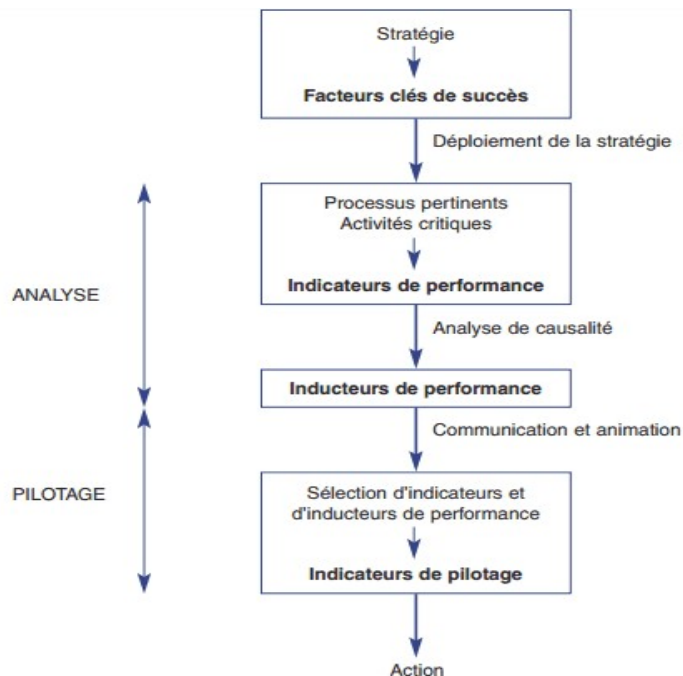 Stratégie
Facteurs clés de succès
Déploiement de la stratégie
Processus pertinents
Activités critiques
ANALYSE
Indicateurs de performance
Analyse de causalité
Inducteurs de performance
Communication et animation
PILOTAGE
Sélection d'indicateurs et
d'inducteurs de performance
Indicateurs de pilotage
Action